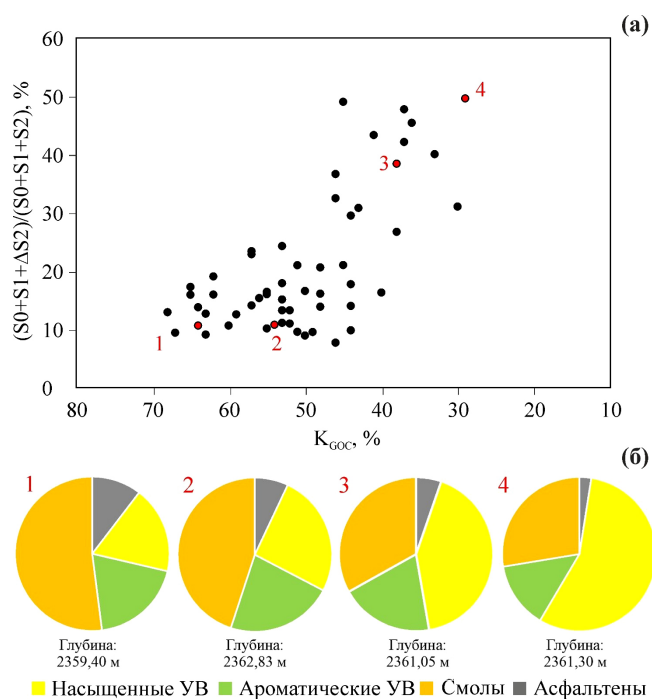 (а)
60
50
40
30
20
10
0
(S0+S1+ΔS2)/(S0+S1+S2), %
4
3
1
2
80 70 60 50 40 30 20 10
K_GOC, %
(б)
1 2 3 4
Глубина: Глубина: Глубина: Глубина:
2359,40 м 2362,83 м 2361,05 м 2361,30 м
Насыщенные УВ Ароматические УВ Смолы Асфальтены